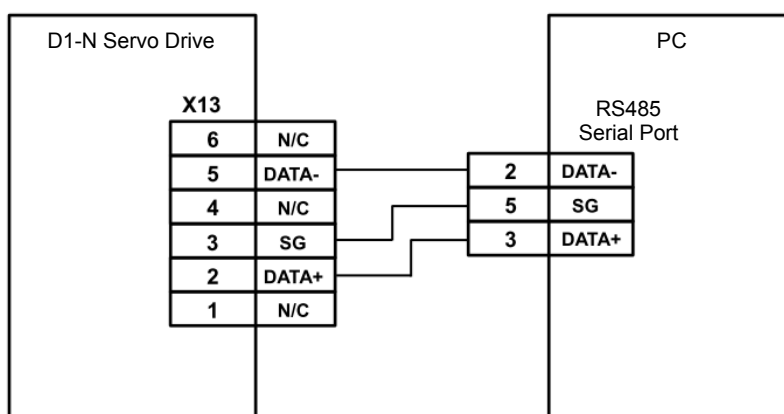 D1-N Servo Drive
X13
6 N/C
5 DATA-
4 N/C
3 SG
2 DATA+
1 N/C
PC
RS485
Serial Port
2 DATA-
5 SG
3 DATA+